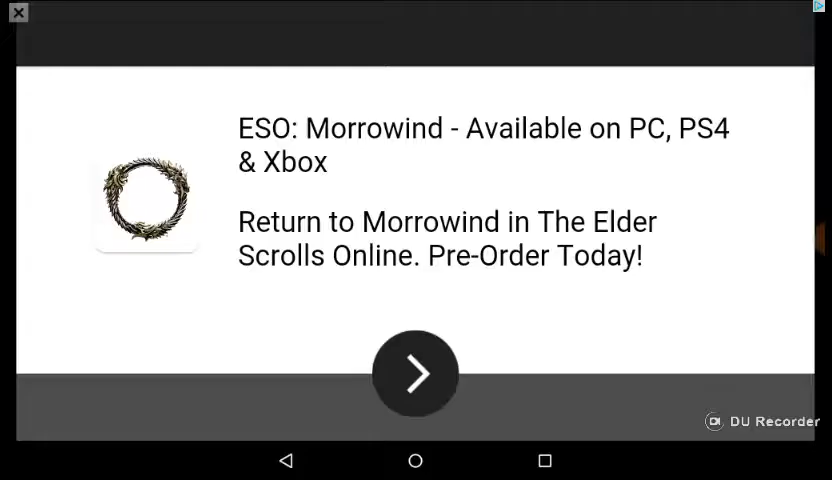 ESO: Morrowind - Available on PC, PS4
& Xbox
Return to Morrowind in The Elder
Scrolls Online. Pre-Order Today!
DU Recorder